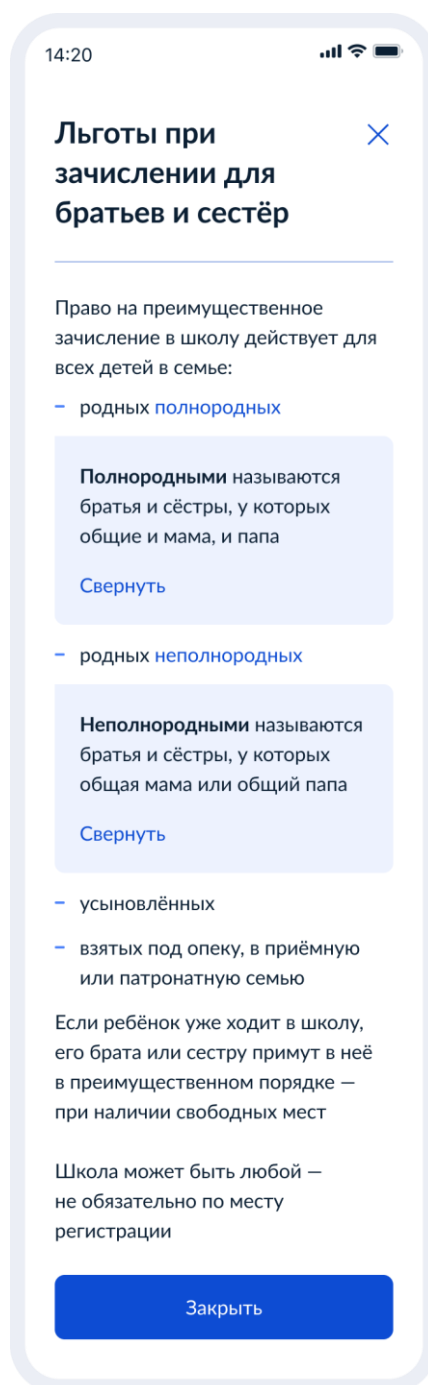 14:20
Льготы при
зачислении для
братьев и сестёр
Право на преимущественное
зачисление в школу действует для
всех детей в семье:
– родных полнородных
Полнородными называются
братья и сёстры, у которых
общие и мама, и папа
Свернуть
– родных неполнородных
Неполнородными называются
братья и сёстры, у которых
общая мама или общий папа
Свернуть
– усыновлённых
– взятых под опеку, в приёмную
или патронатную семью
Если ребёнок уже ходит в школу,
его брата или сестру примут в неё
в преимущественном порядке —
при наличии свободных мест
Школа может быть любой —
не обязательно по месту
регистрации
Закрыть